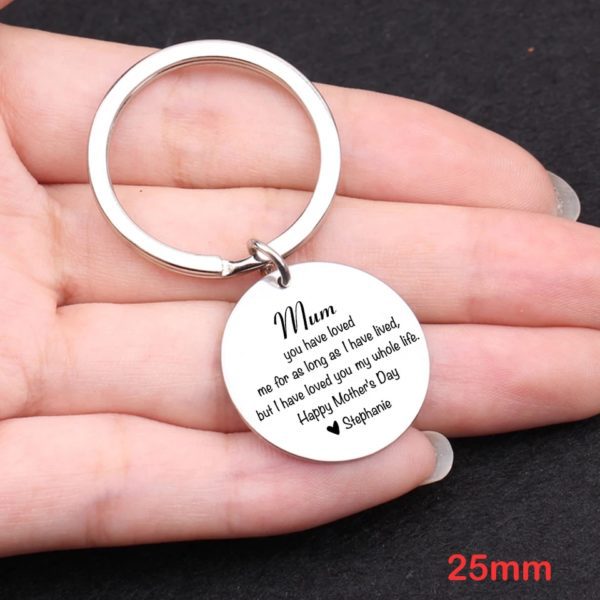 Mum
you have loved
me for as long as I have lived,
but I have loved you my whole life.
Happy Mother's Day
♥ Stephanie
25mm